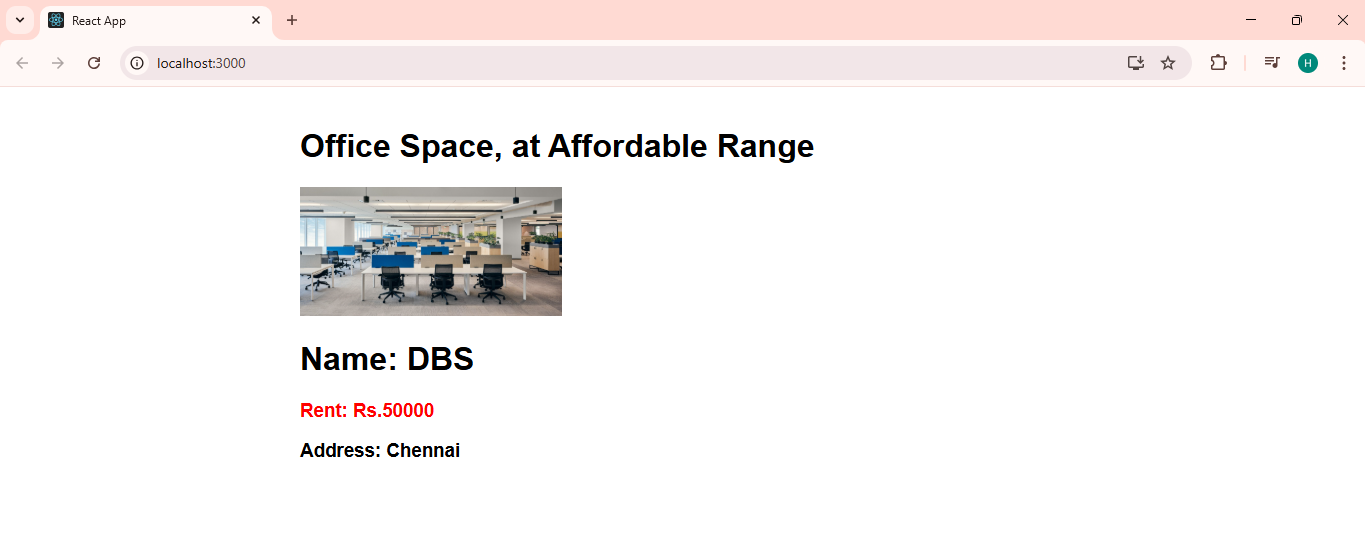 React App
localhost:3000
H
Office Space, at Affordable Range
Name: DBS
Rent: Rs.50000
Address: Chennai